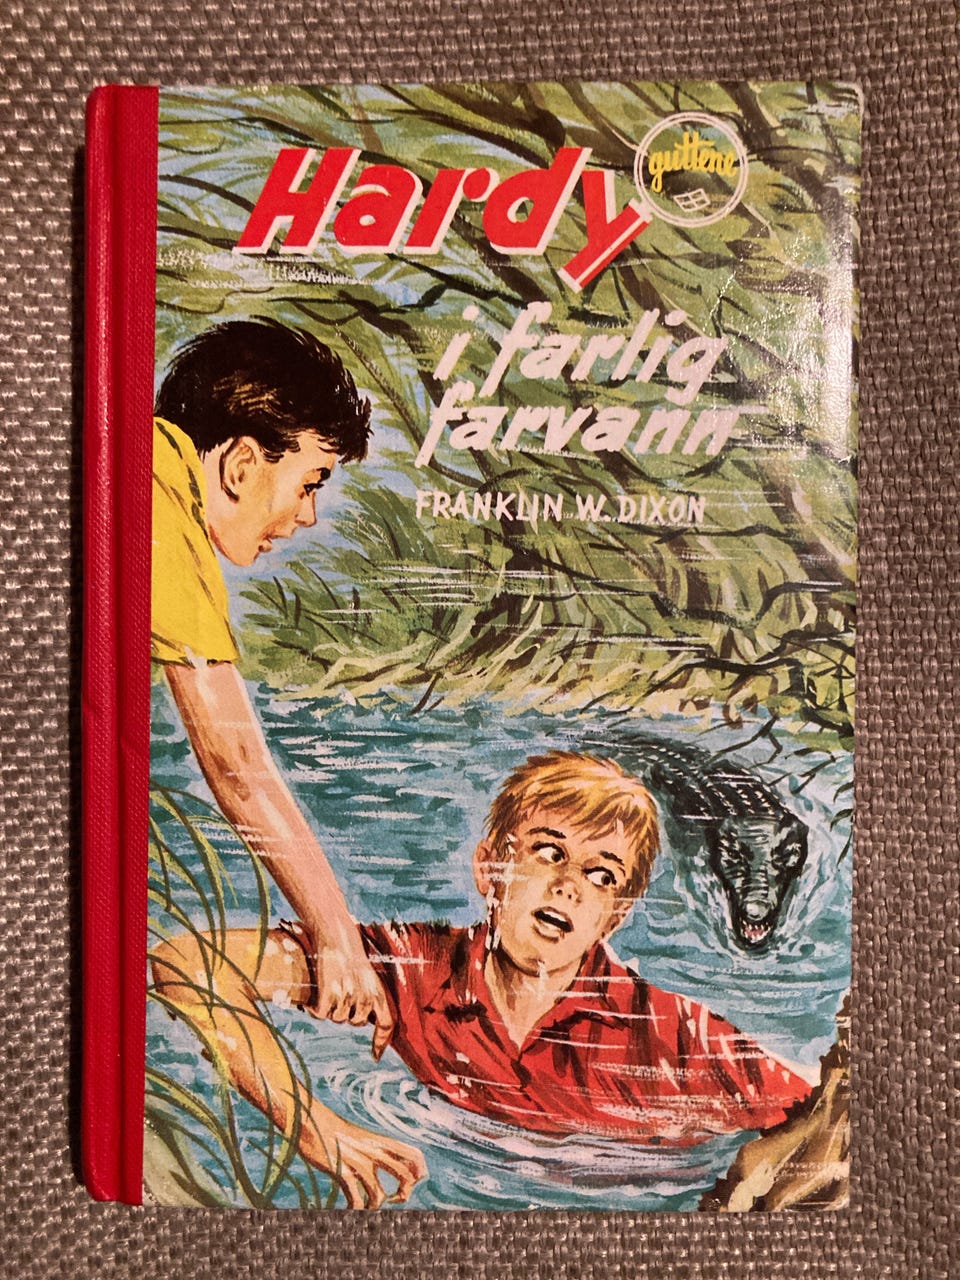 Hardy
guttene
i farlig
farvann
FRANKLIN W. DIXON